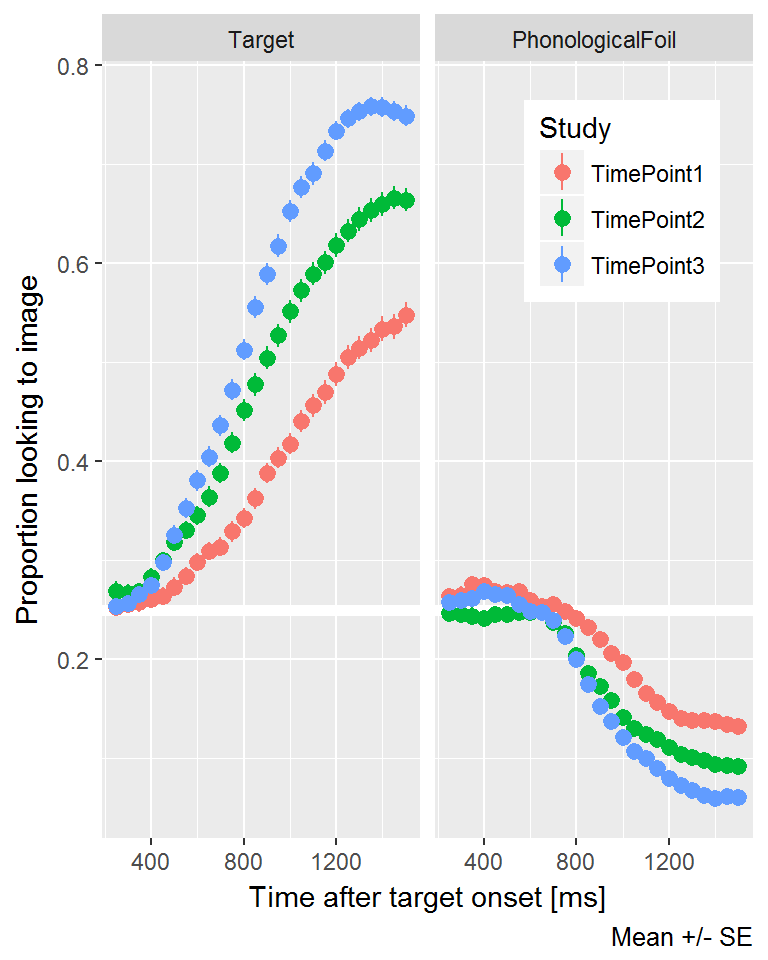 Target
PhonologicalFoil
0.8
0.6
0.4
0.2
Proportion looking to image
Study
TimePoint1
TimePoint2
TimePoint3
400 800 1200
400 800 1200
Time after target onset [ms]
Mean +/- SE